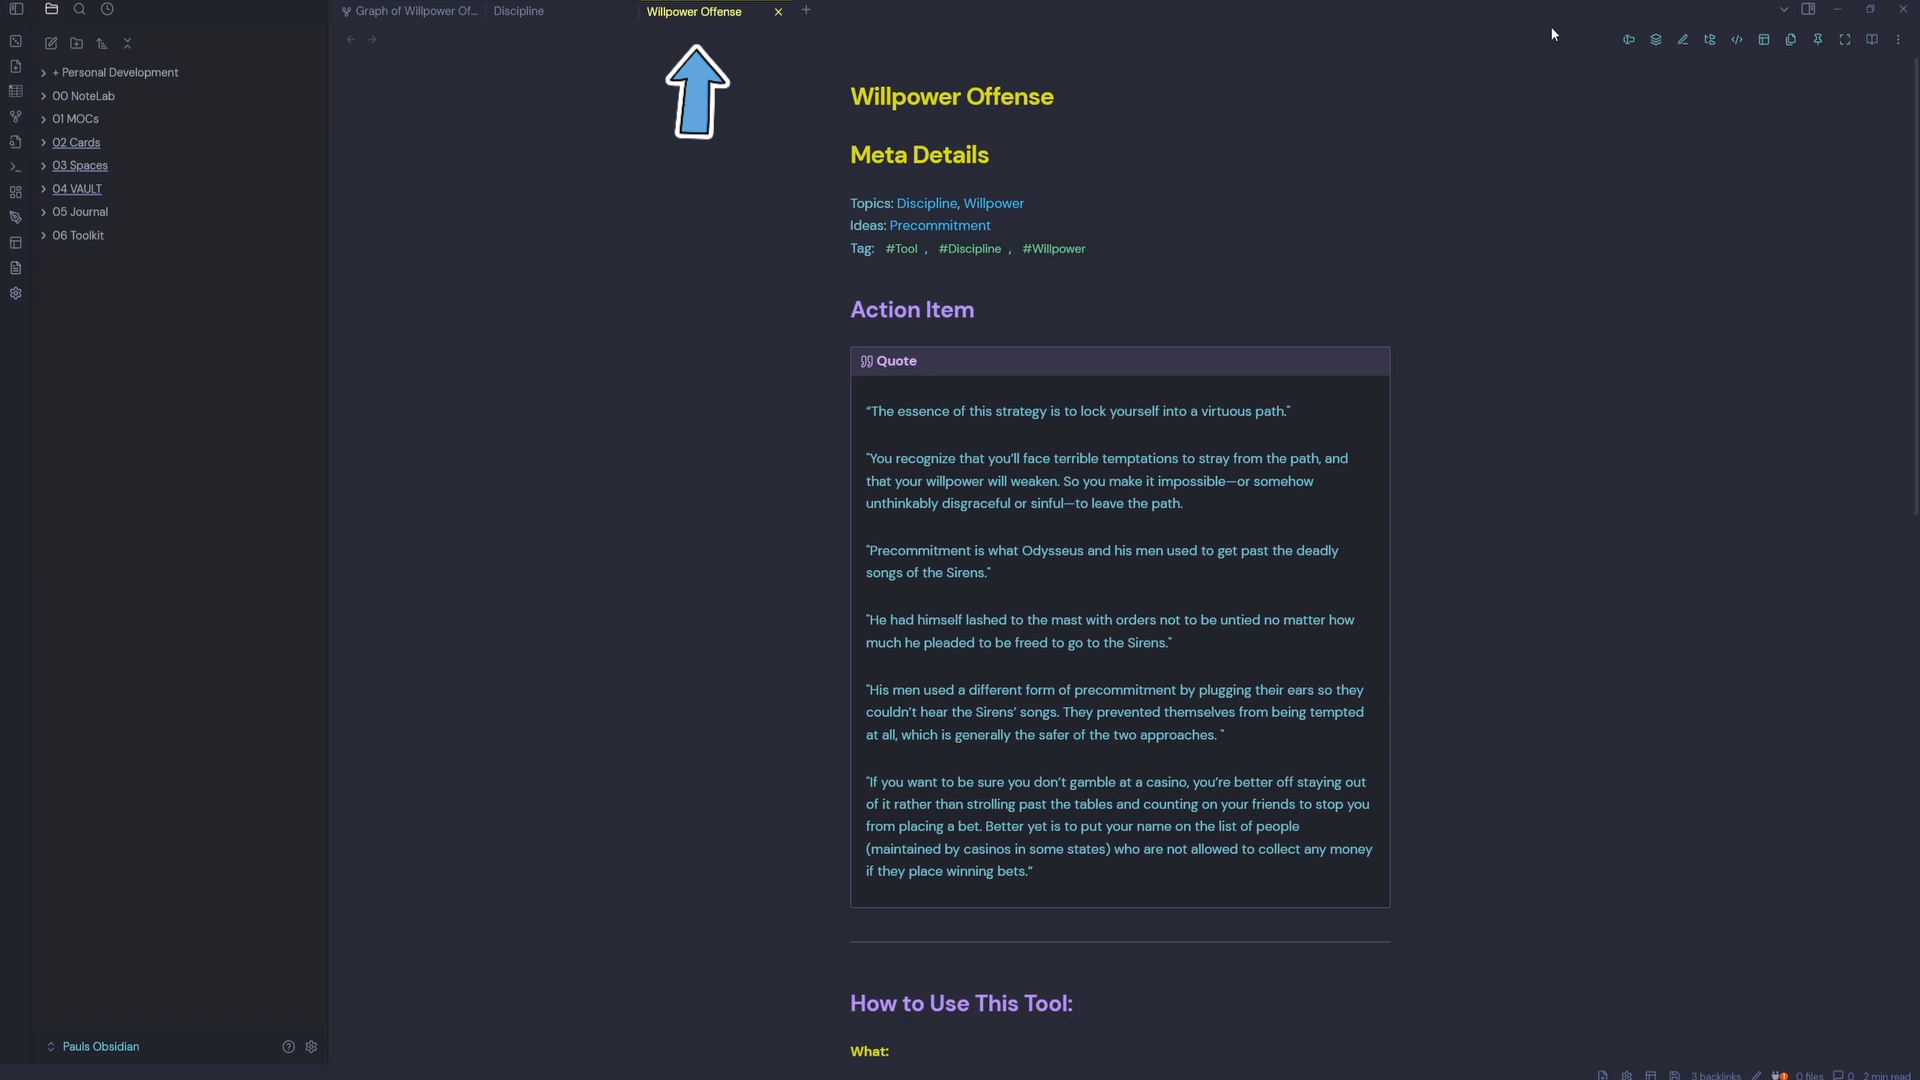 Graph of Willpower Of...
Discipline
Willpower Offense
+ Personal Development
00 NoteLab
01 MOCs
02 Cards
03 Spaces
04 VAULT
05 Journal
06 Toolkit
Willpower Offense
Meta Details
Topics: Discipline, Willpower
Ideas: Precommitment
Tag: #Tool , #Discipline , #Willpower
Action Item
Quote
“The essence of this strategy is to lock yourself into a virtuous path."
"You recognize that you’ll face terrible temptations to stray from the path, and
that your willpower will weaken. So you make it impossible—or somehow
unthinkably disgraceful or sinful—to leave the path.
"Precommitment is what Odysseus and his men used to get past the deadly
songs of the Sirens."
"He had himself lashed to the mast with orders not to be untied no matter how
much he pleaded to be freed to go to the Sirens."
"His men used a different form of precommitment by plugging their ears so they
couldn’t hear the Sirens’ songs. They prevented themselves from being tempted
at all, which is generally the safer of the two approaches. "
"If you want to be sure you don’t gamble at a casino, you’re better off staying out
of it rather than strolling past the tables and counting on your friends to stop you
from placing a bet. Better yet is to put your name on the list of people
(maintained by casinos in some states) who are not allowed to collect any money
if they place winning bets.”
How to Use This Tool:
What:
Pauls Obsidian
3 backlinks
0 files
0
2 min read